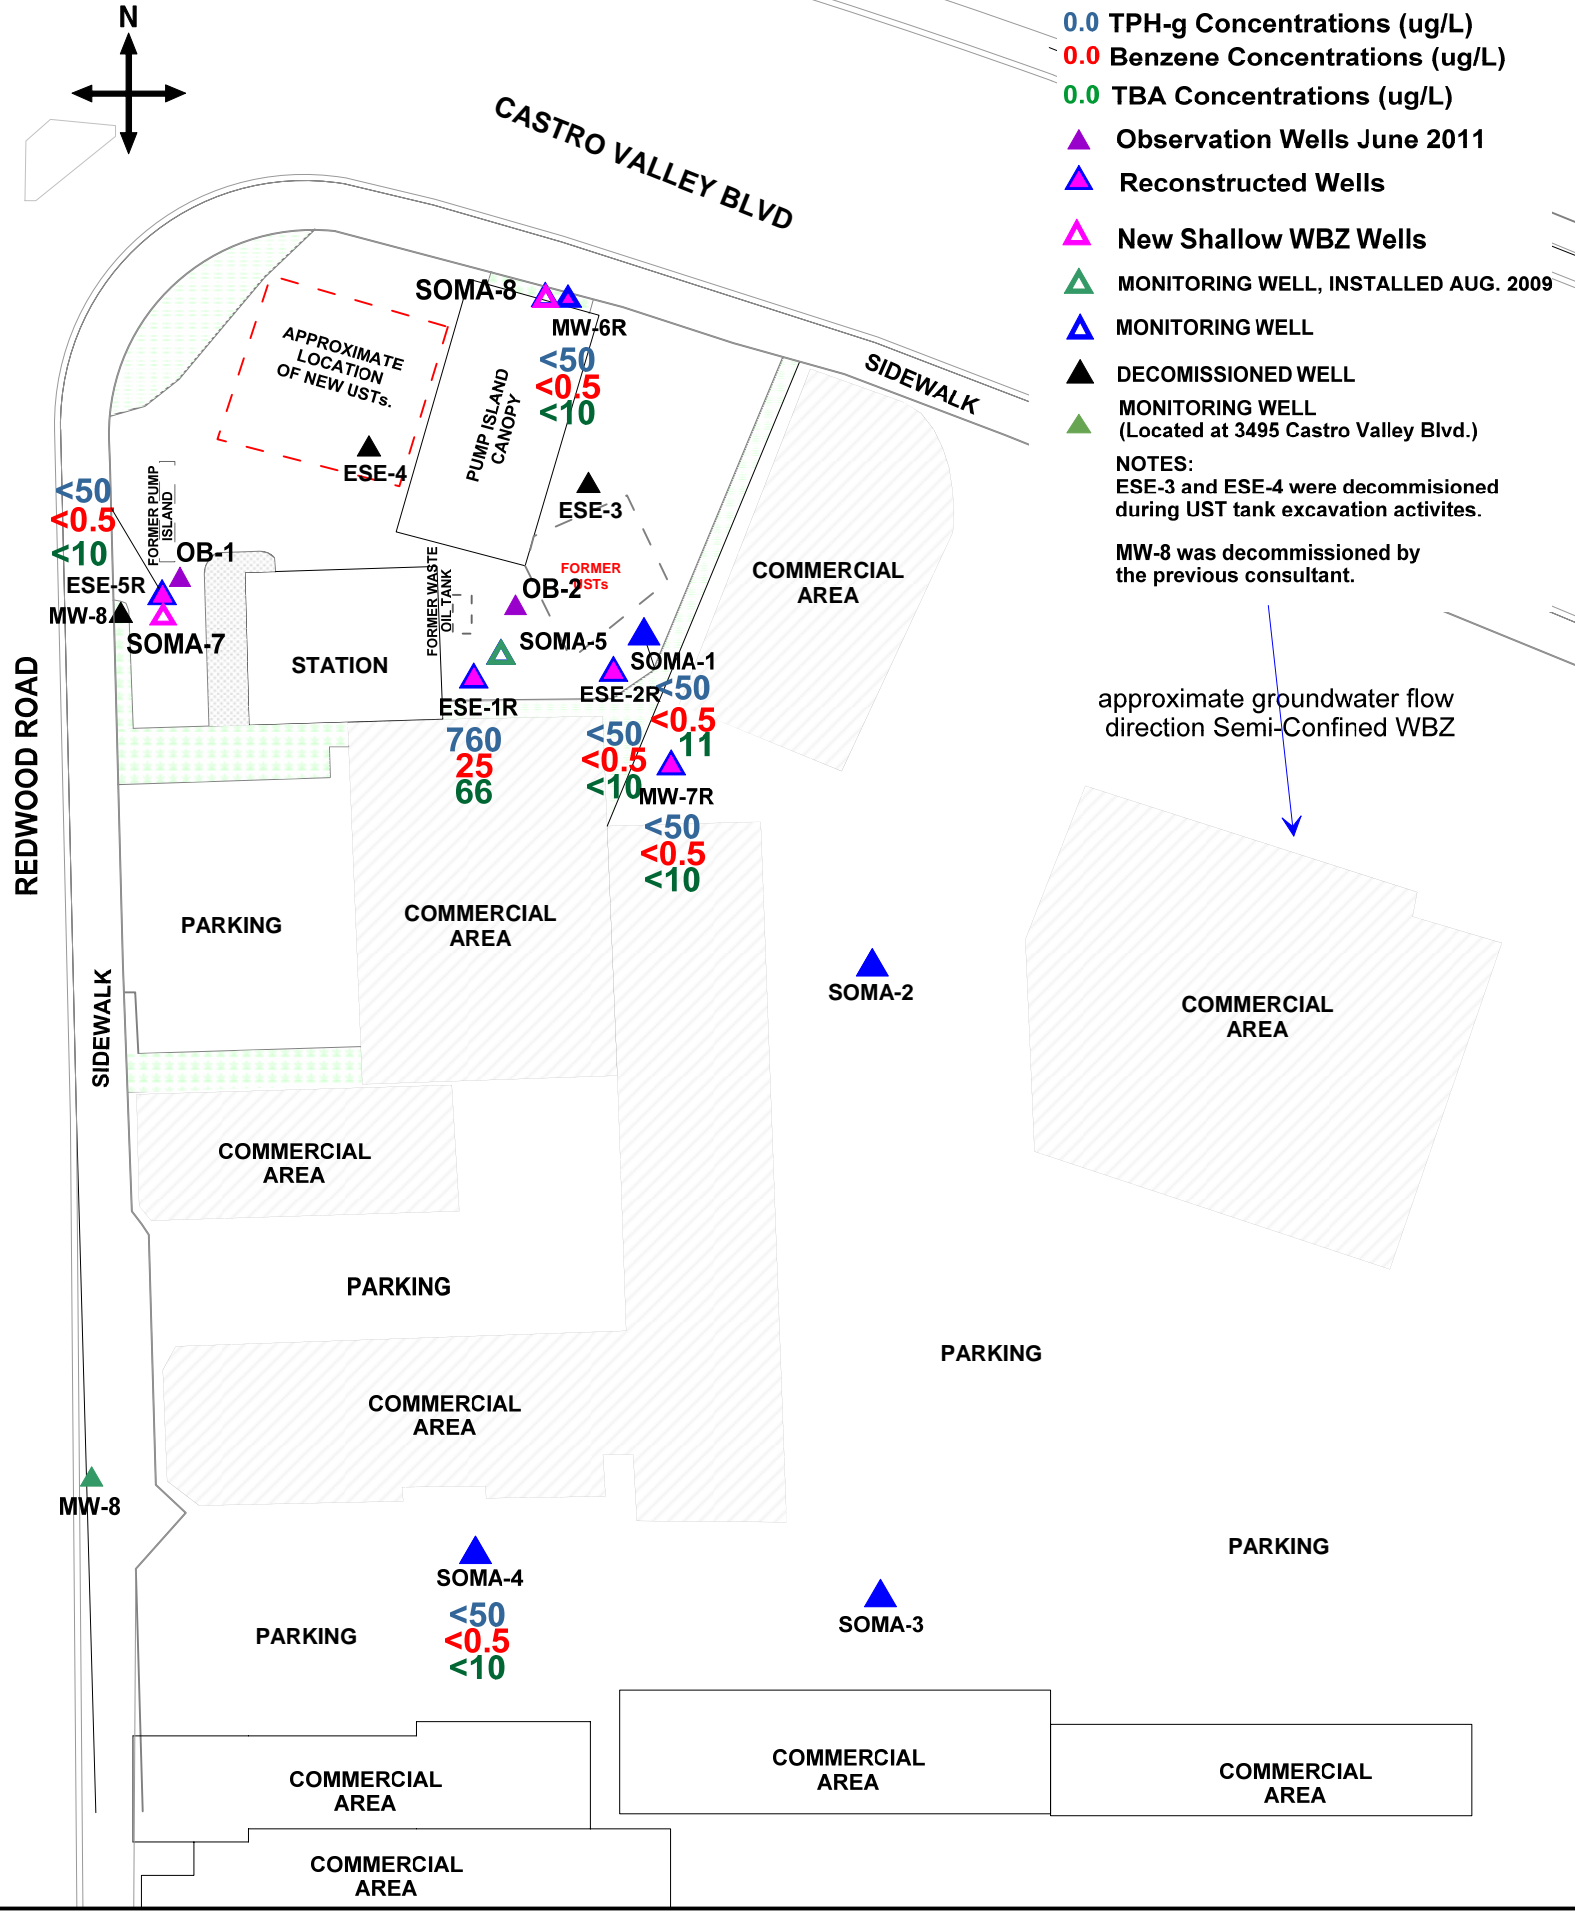 N
0.0 TPH-g Concentrations (ug/L)
0.0 Benzene Concentrations (ug/L)
0.0 TBA Concentrations (ug/L)
Observation Wells June 2011
Reconstructed Wells
New Shallow WBZ Wells
MONITORING WELL, INSTALLED AUG. 2009
MONITORING WELL
DECOMISSIONED WELL
MONITORING WELL
(Located at 3495 Castro Valley Blvd.)
NOTES:
ESE-3 and ESE-4 were decommisioned
during UST tank excavation activites.
MW-8 was decommissioned by
the previous consultant.
approximate groundwater flow
direction Semi-Confined WBZ
CASTRO VALLEY BLVD
SIDEWALK
SOMA-8
MW-6R
<50
<0.5
<10
APPROXIMATE
LOCATION
OF NEW USTs.
PUMP ISLAND
CANOPY
ESE-4
ESE-3
<50
<0.5
<10
FORMER PUMP
ISLAND
OB-1
ESE-5R
MW-8
SOMA-7
FORMER WASTE
OIL TANK
FORMER
USTs
OB-2
SOMA-5
STATION
SOMA-1
<50
<0.5
11
ESE-2R
<50
<0.5
<10
ESE-1R
760
25
66
MW-7R
<50
<0.5
<10
COMMERCIAL
AREA
REDWOOD ROAD
PARKING
COMMERCIAL
AREA
SIDEWALK
SOMA-2
COMMERCIAL
AREA
COMMERCIAL
AREA
PARKING
PARKING
COMMERCIAL
AREA
MW-8
PARKING
SOMA-4
<50
<0.5
<10
SOMA-3
PARKING
COMMERCIAL
AREA
COMMERCIAL
AREA
COMMERCIAL
AREA
COMMERCIAL
AREA